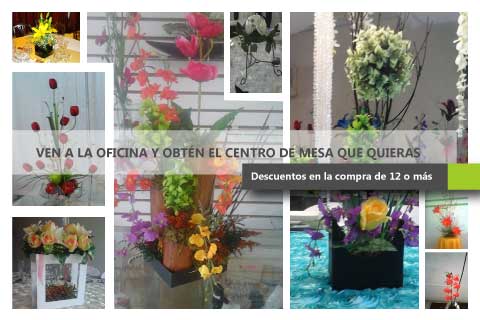 VEN A LA OFICINA Y OBTÉN EL CENTRO DE MESA QUE QUIERAS
Descuentos en la compra de 12 o más